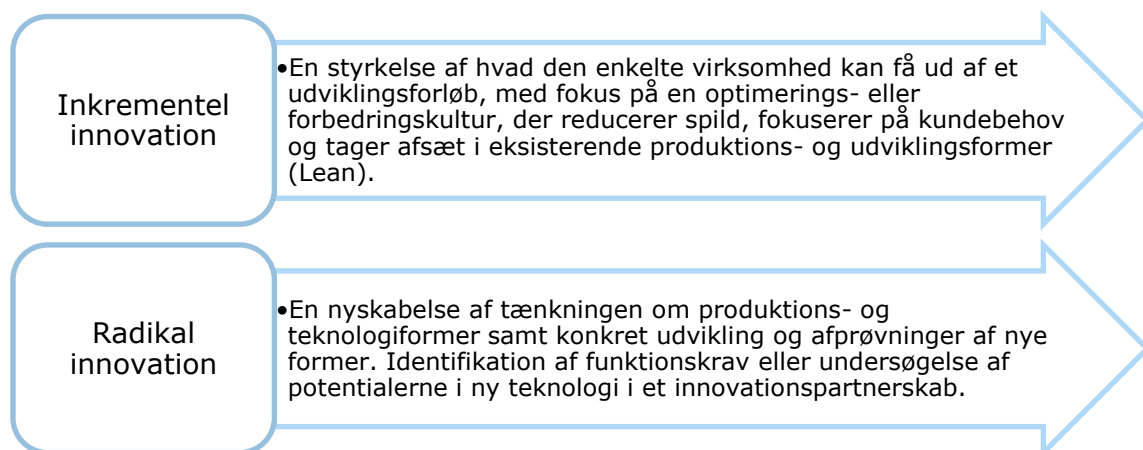 Inkrementel
innovation
•En styrkelse af hvad den enkelte virksomhed kan få ud af et
udviklingsforløb, med fokus på en optimerings- eller
forbedringskultur, der reducerer spild, fokuserer på kundebehov
og tager afsæt i eksisterende produktions- og udviklingsformer
(Lean).
Radikal
innovation
•En nyskabelse af tænkningen om produktions- og
teknologiformer samt konkret udvikling og afprøvninger af nye
former. Identifikation af funktionskrav eller undersøgelse af
potentialerne i ny teknologi i et innovationspartnerskab.